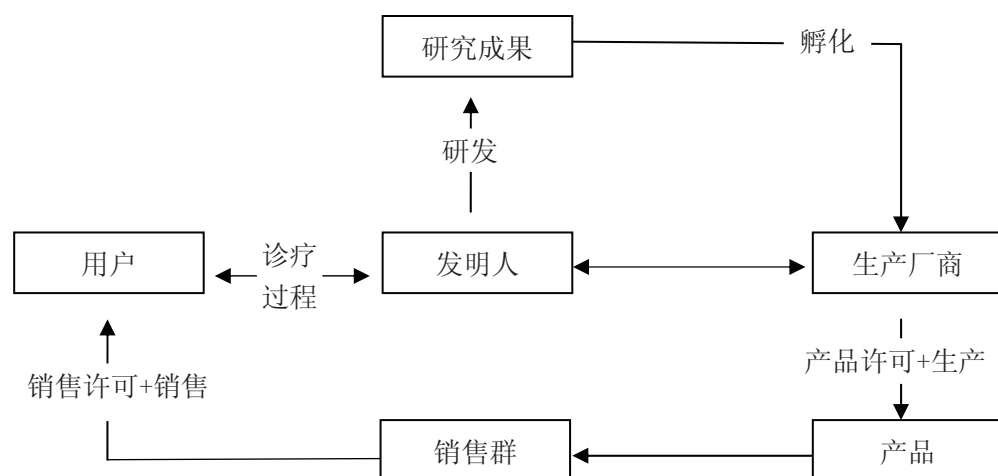 研究成果
孵化
研发
用户
诊疗
过程
发明人
生产厂商
销售许可+销售
产品许可+生产
销售群
产品